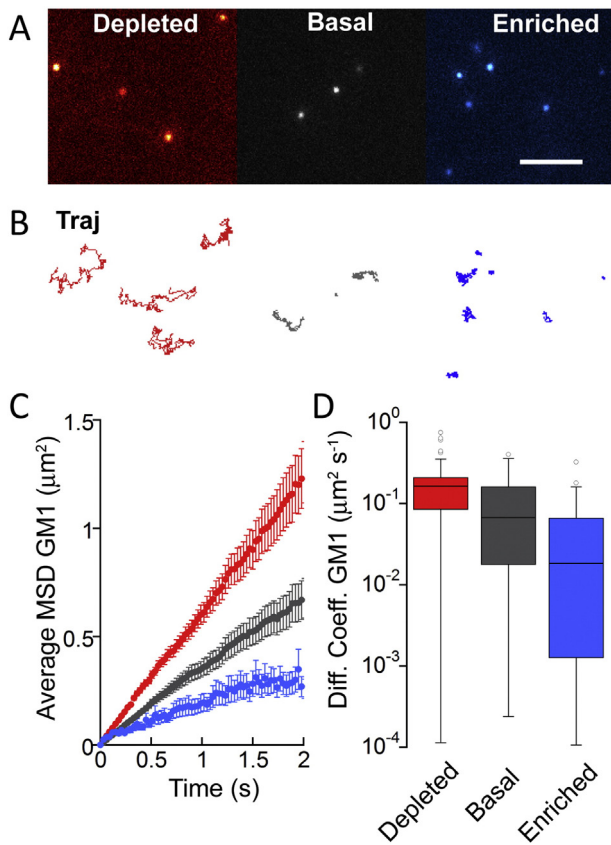 A
Depleted
Basal
Enriched
B
Traj
C
Average MSD GM1 (μm²)
1.5
1
0.5
0
0
0.5
1
1.5
2
Time (s)
D
Diff. Coeff. GM1 (μm² s⁻¹)
10⁰
10⁻¹
10⁻²
10⁻³
10⁻⁴
Depleted
Basal
Enriched